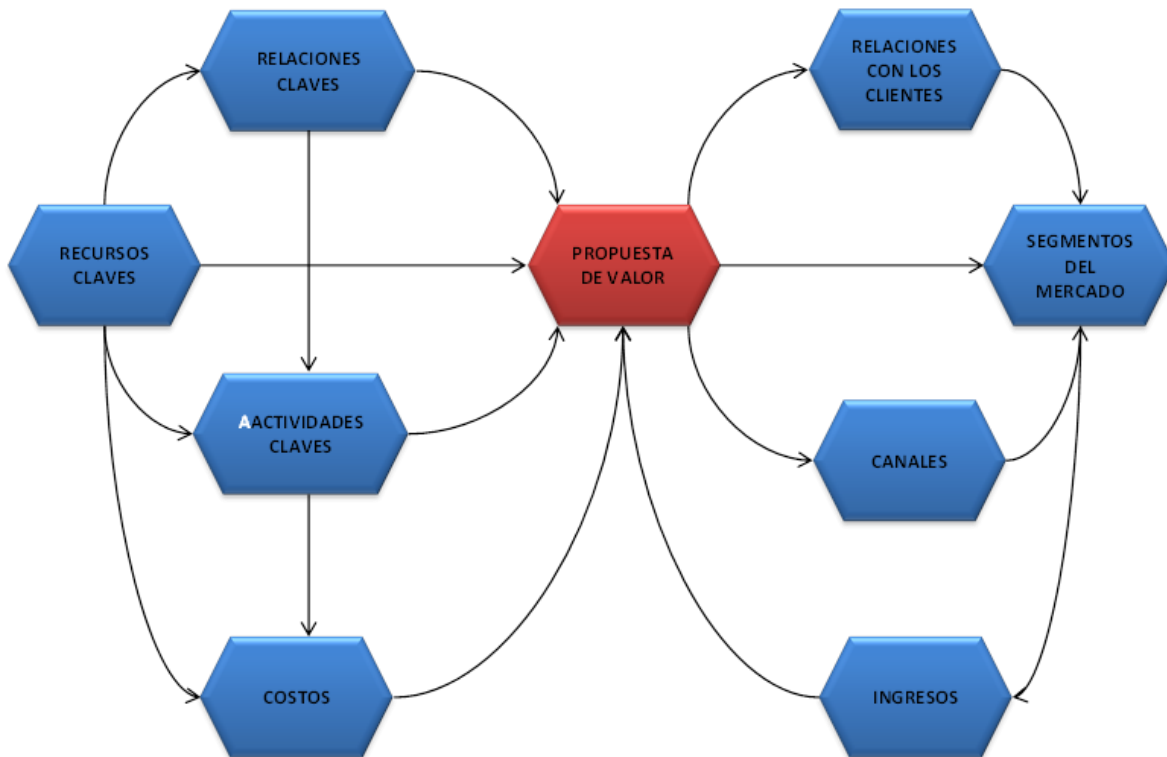 RELACIONES
CLAVES
RELACIONES
CON LOS
CLIENTES
RECURSOS
CLAVES
PROPUESTA
DE VALOR
SEGMENTOS
DEL
MERCADO
AACTIVIDADES
CLAVES
CANALES
COSTOS
INGRESOS